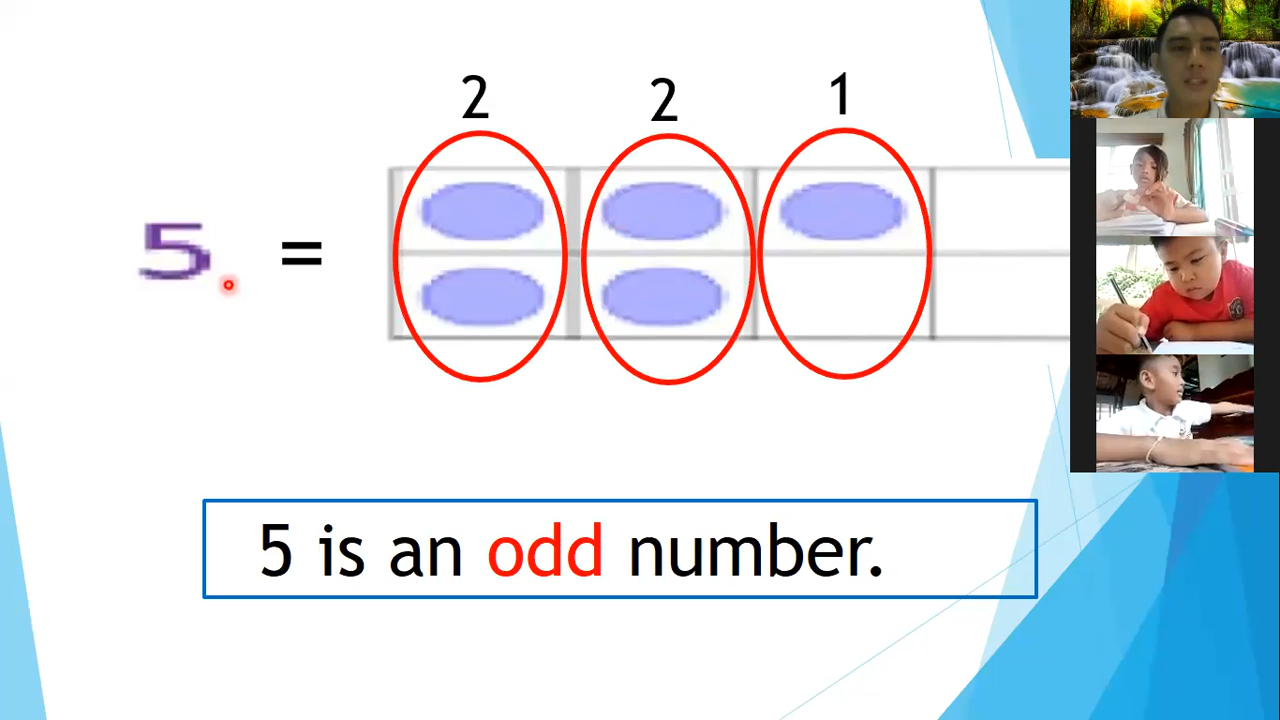 2 2 1
5 =
5 is an odd number.